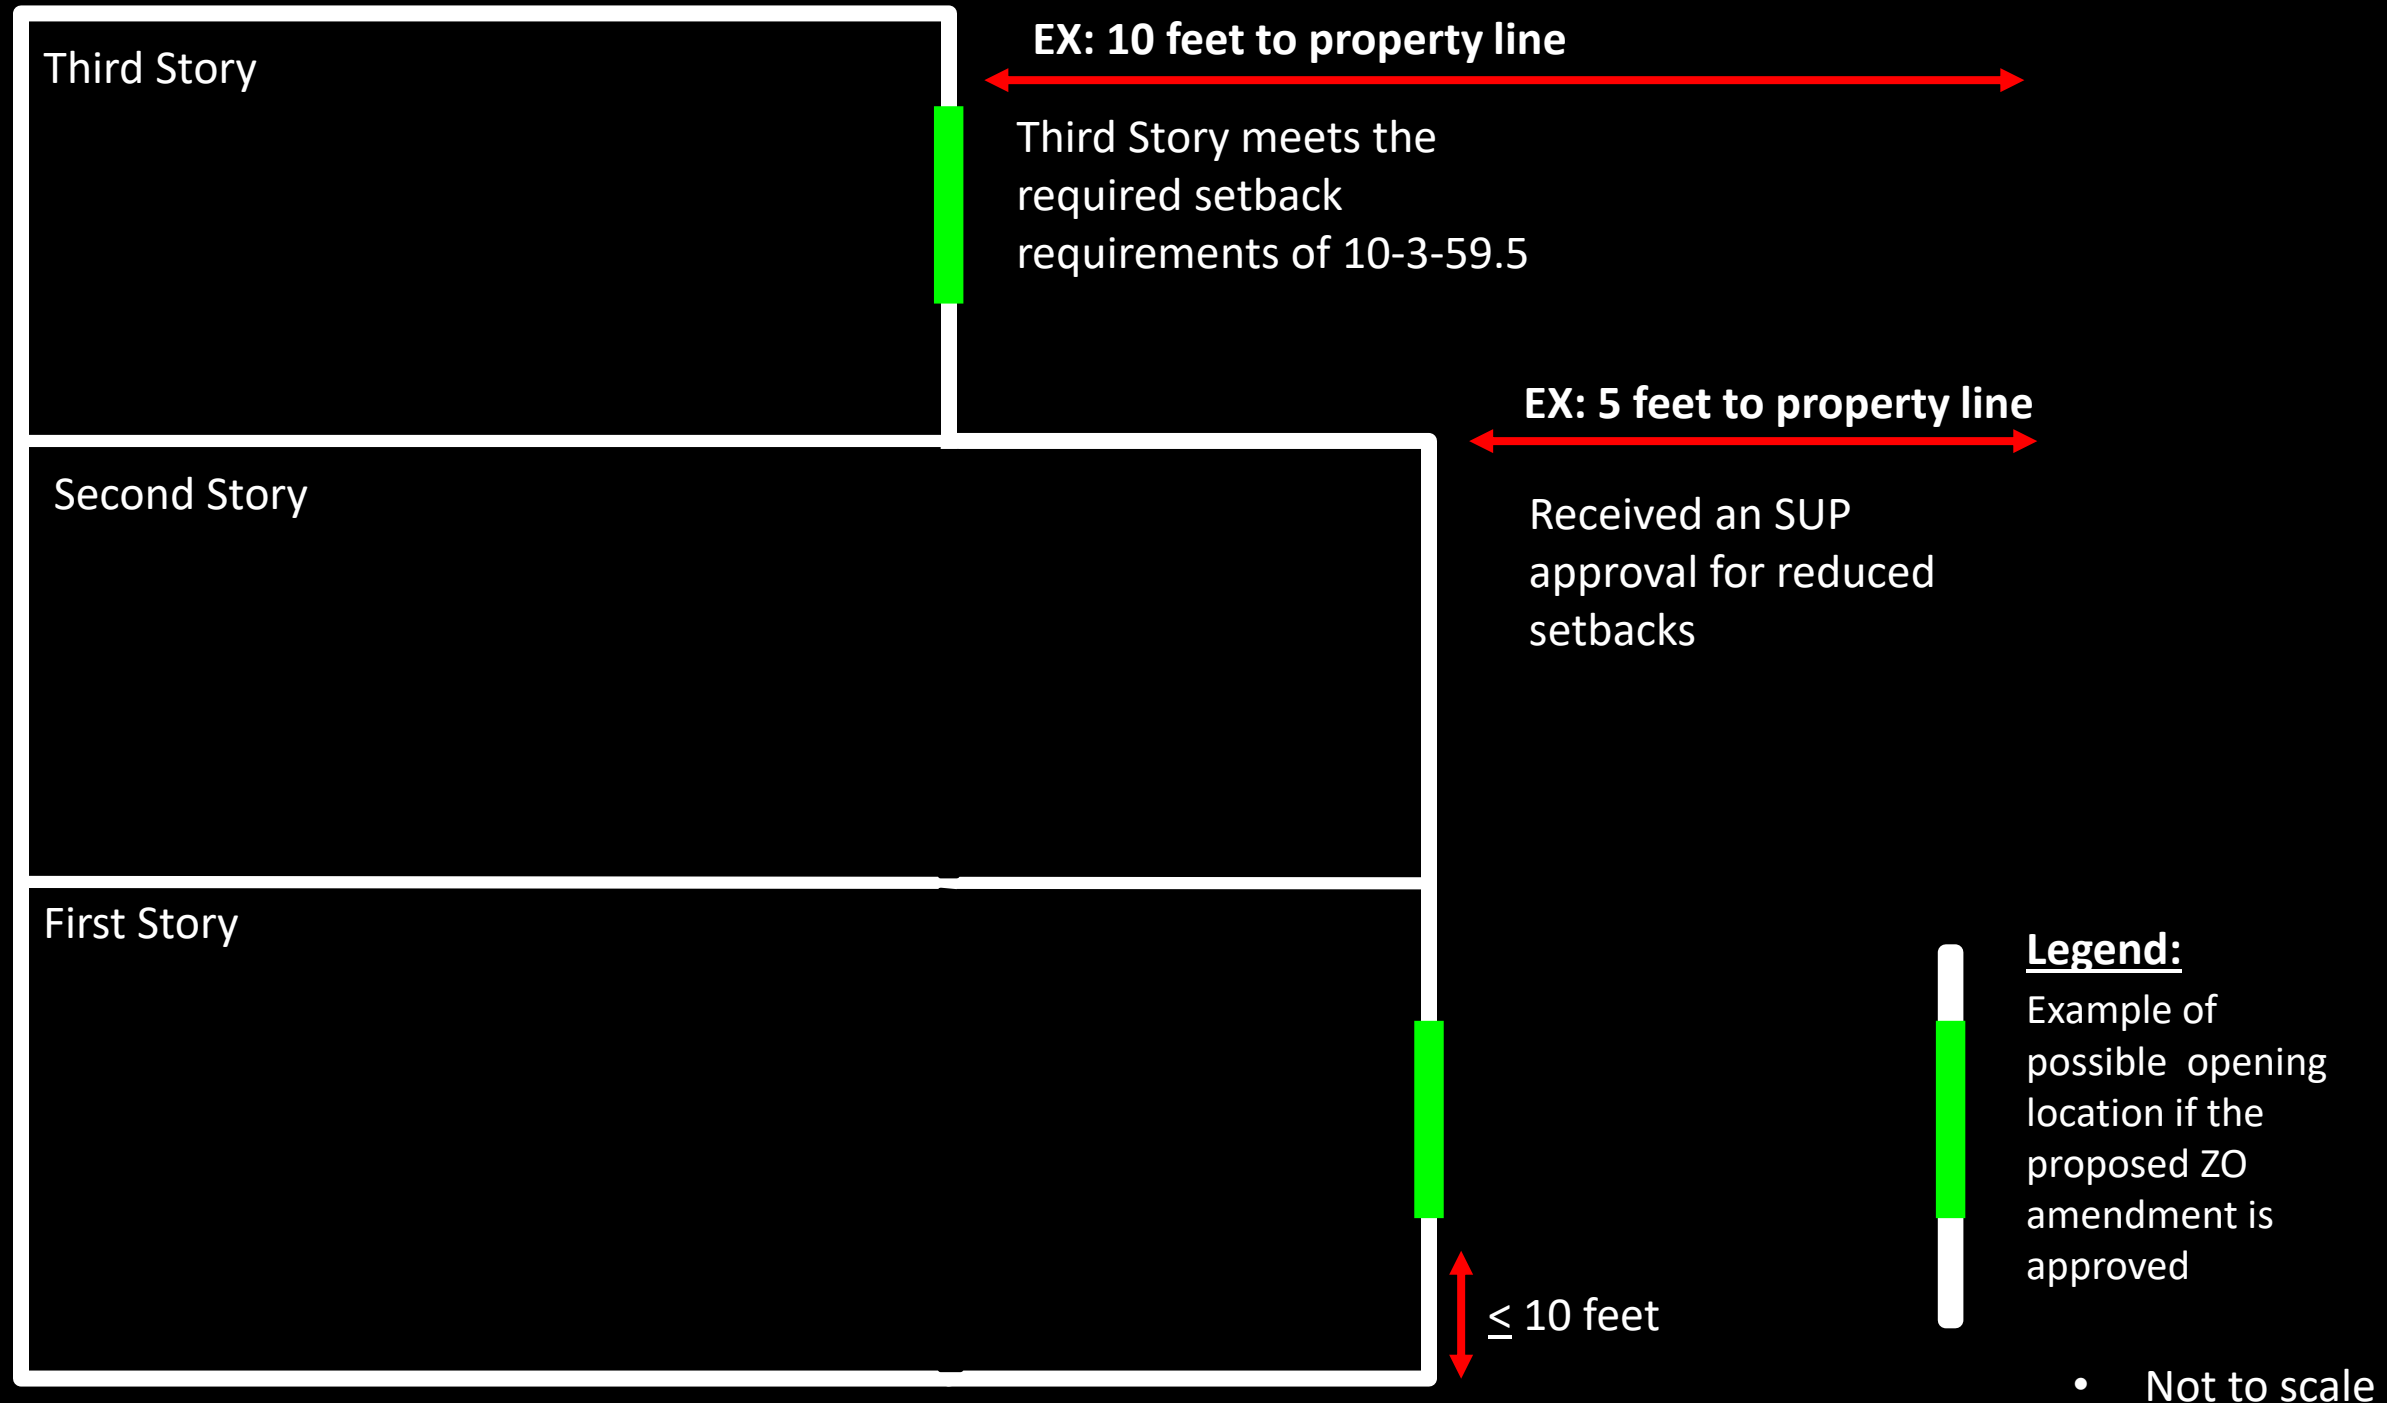 Third Story
EX: 10 feet to property line
Third Story meets the
required setback
requirements of 10-3-59.5
EX: 5 feet to property line
Second Story
Received an SUP
approval for reduced
setbacks
First Story
Legend:
Example of
possible  opening
location if the
proposed ZO
amendment is
approved
≤ 10 feet
• Not to scale